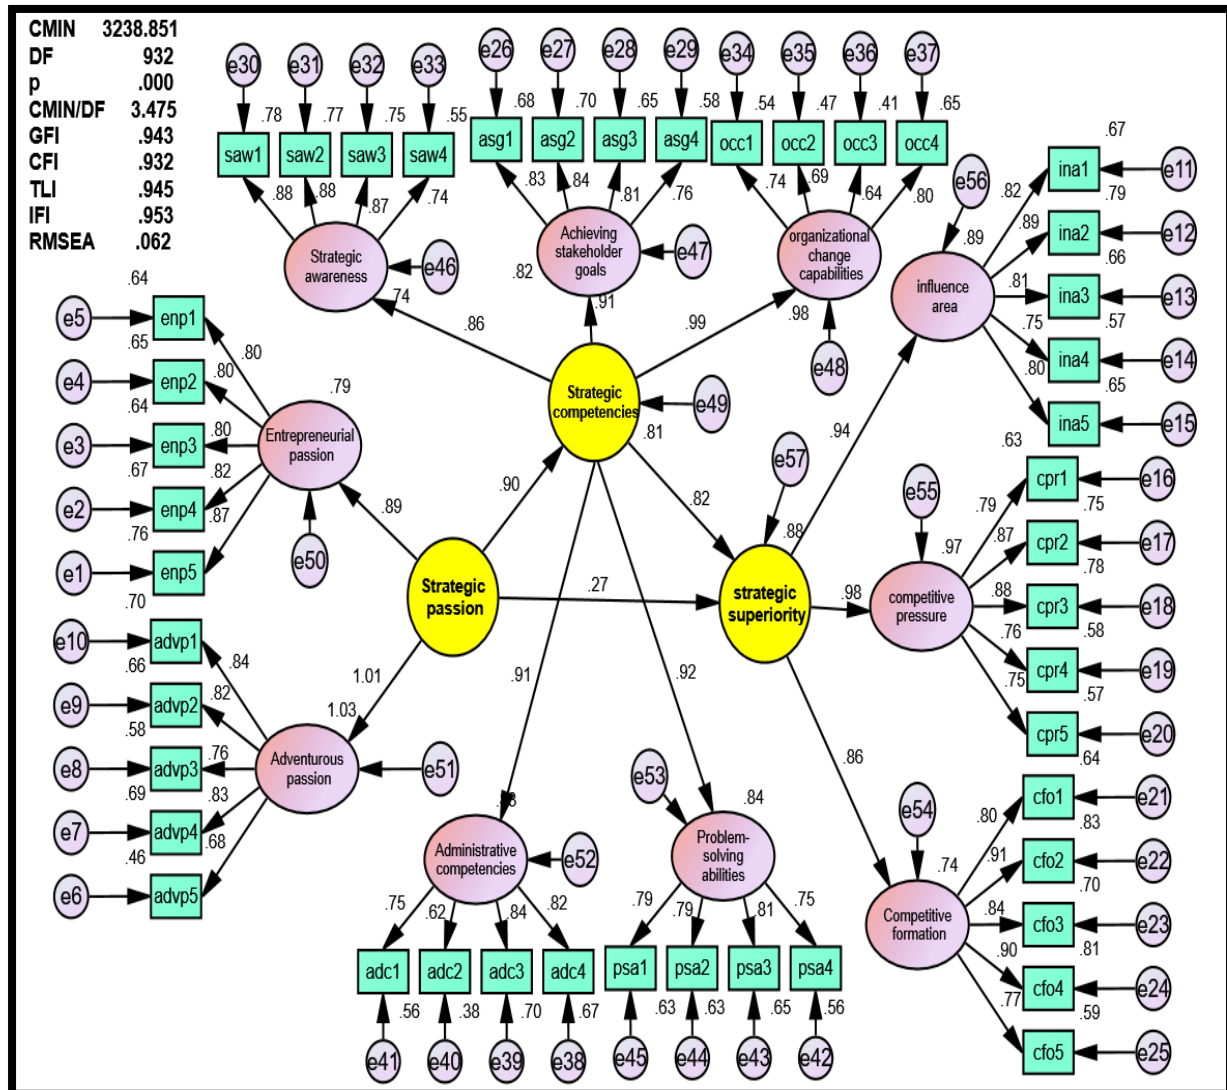 CMIN 3238.851
DF 932
p .000
CMIN/DF 3.475
GFI .943
CFI .932
TLI .945
IFI .953
RMSEA .062
e30 e31 e32 e33
.78 .77 .75 .55
saw1 saw2 saw3 saw4
.88 .88 .87 .74
Strategic
awareness
e46
.74
e26 e27 e28 e29
.68 .70 .65 .58
asg1 asg2 asg3 asg4
.83 .84 .81 .76
Achieving
stakeholder
goals
e47
.82
e34 e35 e36 e37
.54 .47 .41 .65
occ1 occ2 occ3 occ4
.74 .69 .64 .80
organizational
change
capabilities
e48
.98
.86 .91 .99
Strategic
competencies
e49
.81
e56
.89
influence
area
.82 .89 .81 .75 .80
.67
ina1 e11
.79
ina2 e12
.66
ina3 e13
.57
ina4 e14
.65
ina5 e15
.64
e5 enp1
.65
e4 enp2
.64
e3 enp3
.67
e2 enp4
.76
e1 enp5
.80 .80 .80 .82 .87
.79
Entrepreneurial
passion
e50
.89
.90
Strategic
passion
.27
.82
e57
.88
strategic
superiority
.94
.98
.86
e55
.97
competitive
pressure
.79 .87 .88 .76 .75
.63
cpr1 e16
.75
cpr2 e17
.78
cpr3 e18
.58
cpr4 e19
.57
cpr5 e20
.70
e10 advp1
.66
e9 advp2
.58
e8 advp3
.69
e7 advp4
.46
e6 advp5
.84 .82 .76 .83 .68
1.01
1.03
Adventurous
passion
e51
.91
.92
Administrative
competencies
e52
.75 .62 .84 .82
adc1 adc2 adc3 adc4
.56 .38 .70 .67
e41 e40 e39 e38
e53
.84
Problem-
solving
abilities
.79 .79 .81 .75
psa1 psa2 psa3 psa4
.63 .63 .65 .56
e45 e44 e43 e42
e54
.74
Competitive
formation
.80 .91 .84 .90 .77
.64
cfo1 e21
.83
cfo2 e22
.70
cfo3 e23
.81
cfo4 e24
.59
cfo5 e25